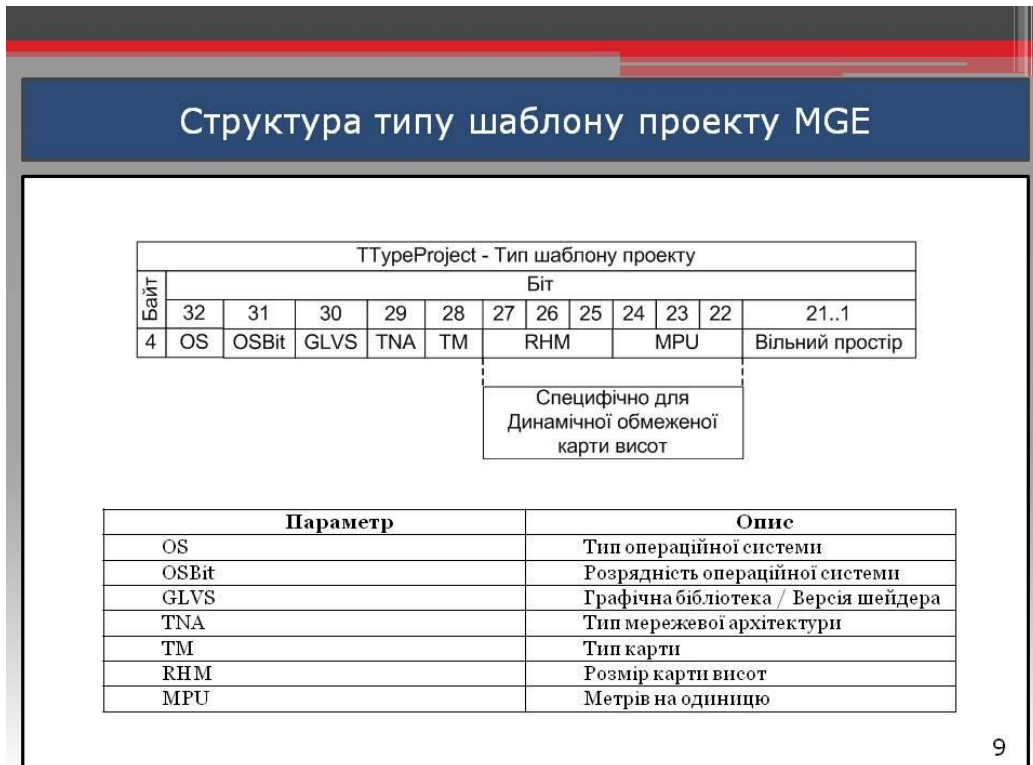 Структура типу шаблону проекту MGE
TTypeProject - Тип шаблону проекту
Байт
Біт
32 31 30 29 28 27 26 25 24 23 22 21..1
4 OS OSBit GLVS TNA TM RHM MPU Вільний простір
Специфічно для
Динамічної обмеженої
карти висот
Параметр Опис
OS Тип операційної системи
OSBit Розрядність операційної системи
GLVS Графічна бібліотека / Версія шейдера
TNA Тип мережевої архітектури
TM Тип карти
RHM Розмір карти висот
MPU Метрів на одиницю
9